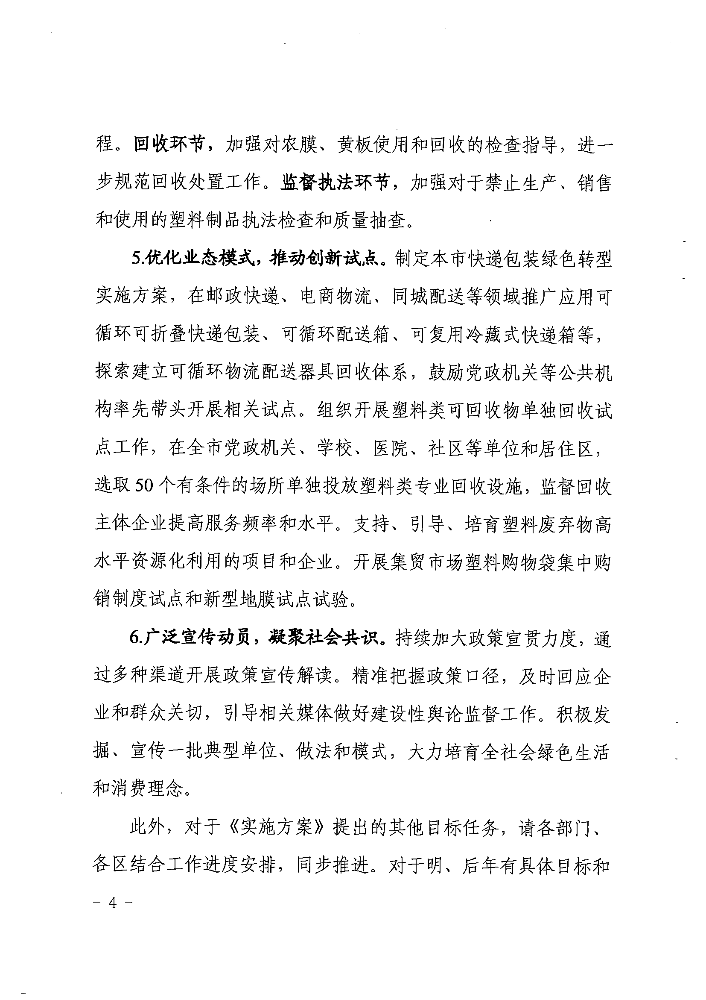 程。回收环节，加强对农膜、黄板使用和回收的检查指导，进一
步规范回收处置工作。监督执法环节，加强对于禁止生产、销售
和使用的塑料制品执法检查和质量抽查。
5.优化业态模式，推动创新试点。制定本市快递包装绿色转型
实施方案，在邮政快递、电商物流、同城配送等领域推广应用可
循环可折叠快递包装、可循环配送箱、可复用冷藏式快递箱等，
探索建立可循环物流配送器具回收体系，鼓励党政机关等公共机
构率先带头开展相关试点。组织开展塑料类可回收物单独回收试
点工作，在全市党政机关、学校、医院、社区等单位和居住区，
选取 50 个有条件的场所单独投放塑料类专业回收设施，监督回收
主体企业提高服务频率和水平。支持、引导、培育塑料废弃物高
水平资源化利用的项目和企业。开展集贸市场塑料购物袋集中购
销制度试点和新型地膜试点试验。
6.广泛宣传动员，凝聚社会共识。持续加大政策宣贯力度，通
过多种渠道开展政策宣传解读。精准把握政策口径，及时回应企
业和群众关切，引导相关媒体做好建设性舆论监督工作。积极发
掘、宣传一批典型单位、做法和模式，大力培育全社会绿色生活
和消费理念。
此外，对于《实施方案》提出的其他目标任务，请各部门、
各区结合工作进度安排，同步推进。对于明、后年有具体目标和
- 4 -